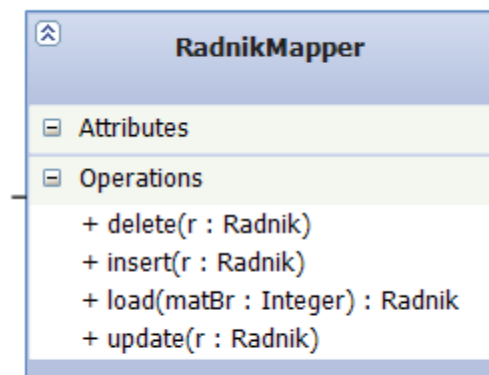 RadnikMapper
Attributes
Operations
+ delete(r : Radnik)
+ insert(r : Radnik)
+ load(matBr : Integer) : Radnik
+ update(r : Radnik)